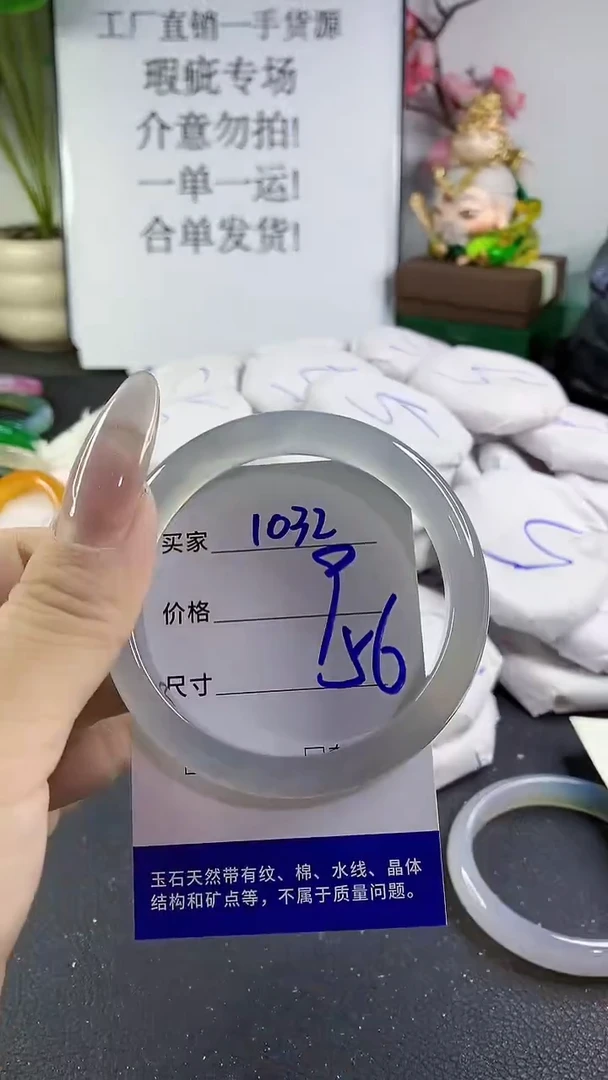 工厂直销一手货源
瑕疵专场
介意勿拍!
一单一运!
合单发货!
买家 1032
价格
尺寸 56
玉石天然带有纹、棉、水线、晶体
结构和矿点等，不属于质量问题。